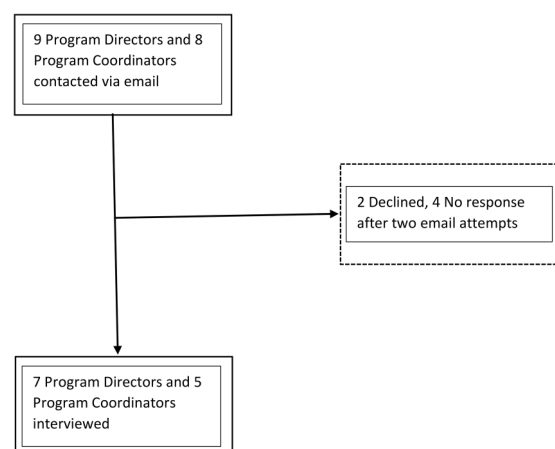 9 Program Directors and 8
Program Coordinators
contacted via email
2 Declined, 4 No response
after two email attempts
7 Program Directors and 5
Program Coordinators
interviewed